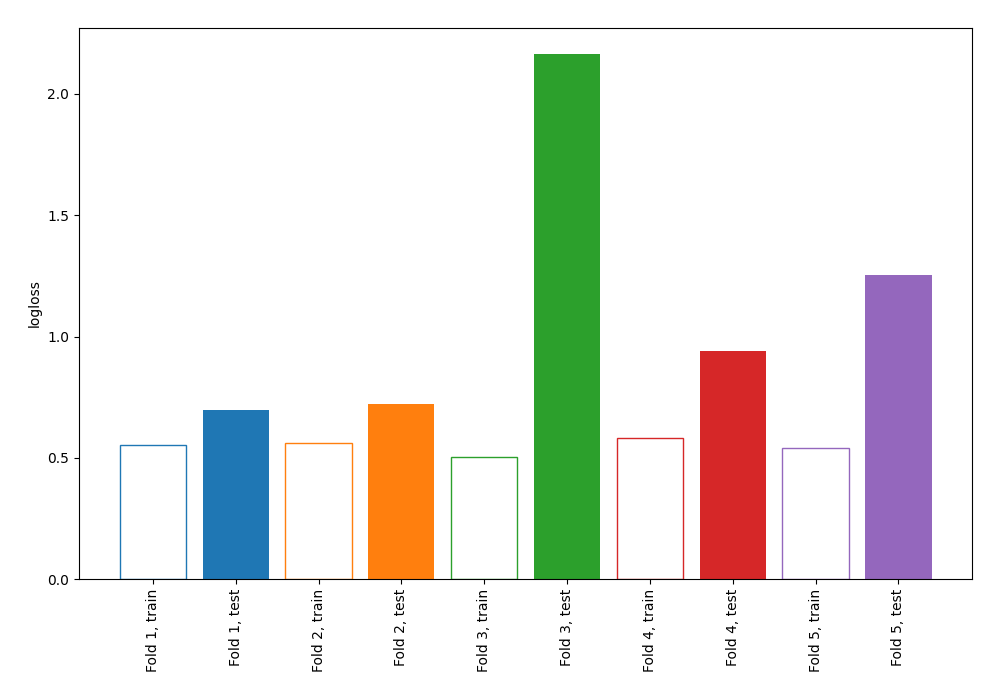 2.0
1.5
1.0
0.5
0.0
logloss
Fold 1, train
Fold 1, test
Fold 2, train
Fold 2, test
Fold 3, train
Fold 3, test
Fold 4, train
Fold 4, test
Fold 5, train
Fold 5, test